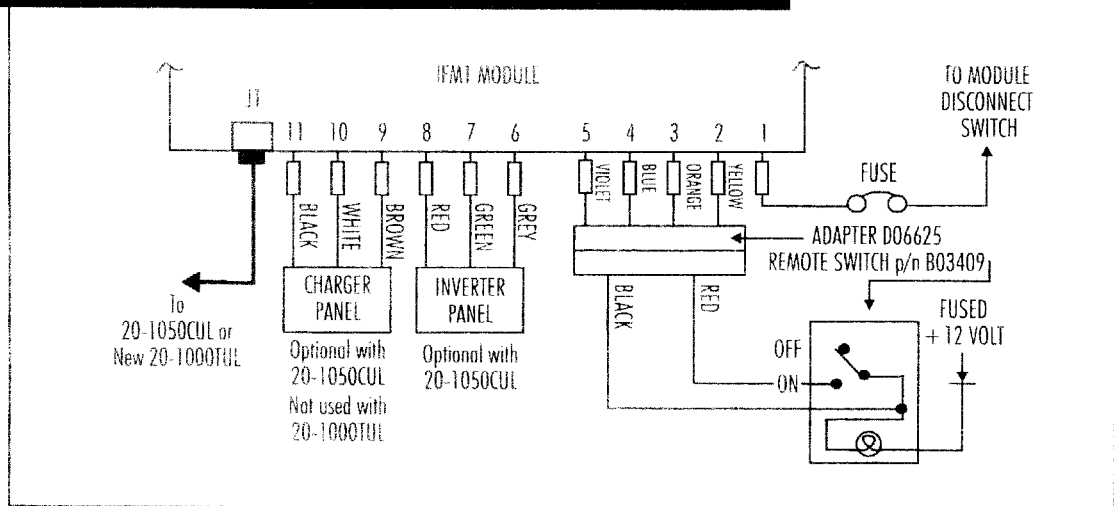 IFM1 MODULE
J1
11 10 9 8 7 6 5 4 3 2 1
TO MODULE
DISCONNECT
SWITCH
FUSE
BLACK
WHITE
BROWN
RED
GREEN
GREY
VIOLET
BLUE
ORANGE
YELLOW
ADAPTER D06625
REMOTE SWITCH p/n B03409
CHARGER
PANEL
INVERTER
PANEL
BLACK
RED
To
20-1050CUL or
New 20-1000TUL
Optional with
20-1050CUL
Not used with
20-1000TUL
Optional with
20-1050CUL
OFF
ON
FUSED
+ 12 VOLT